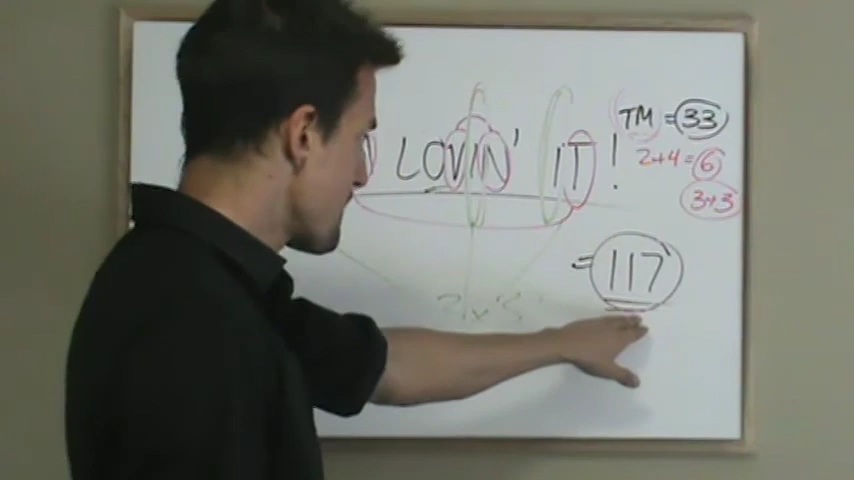 LOVIN' IT ! TM = 33
2+4=6
3+3
= 117